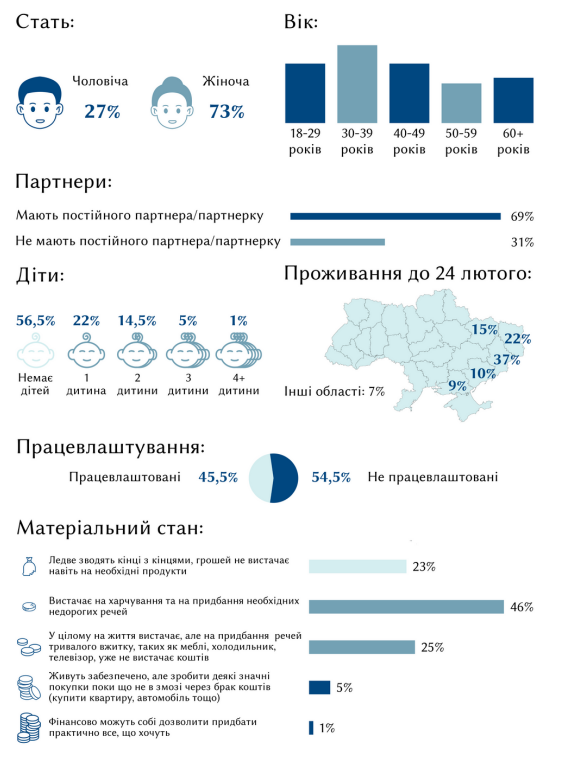 Стать:
Чоловіча
27%
Жіноча
73%
Вік:
18-29
років
30-39
років
40-49
років
50-59
років
60+
років
Партнери:
Мають постійного партнера/партнерку
69%
Не мають постійного партнера/партнерку
31%
Діти:
56,5%
22%
14,5%
5%
1%
Немає
дітей
1
дитина
2
дитини
3
дитини
4+
дитини
Проживання до 24 лютого:
15%
22%
37%
10%
9%
Інші області: 7%
Працевлаштування:
Працевлаштовані
45,5%
54,5%
Не працевлаштовані
Матеріальний стан:
Ледве зводять кінці з кінцями, грошей не вистачає
навіть на необхідні продукти
23%
Вистачає на харчування та на придбання необхідних
недорогих речей
46%
У цілому на життя вистачає, але на придбання речей
тривалого вжитку, таких як меблі, холодильник,
телевізор, уже не вистачає коштів
25%
Живуть забезпечено, але зробити деякі значні
покупки поки що не в змозі через брак коштів
(купити квартиру, автомобіль тощо)
5%
Фінансово можуть собі дозволити придбати
практично все, що хочуть
1%